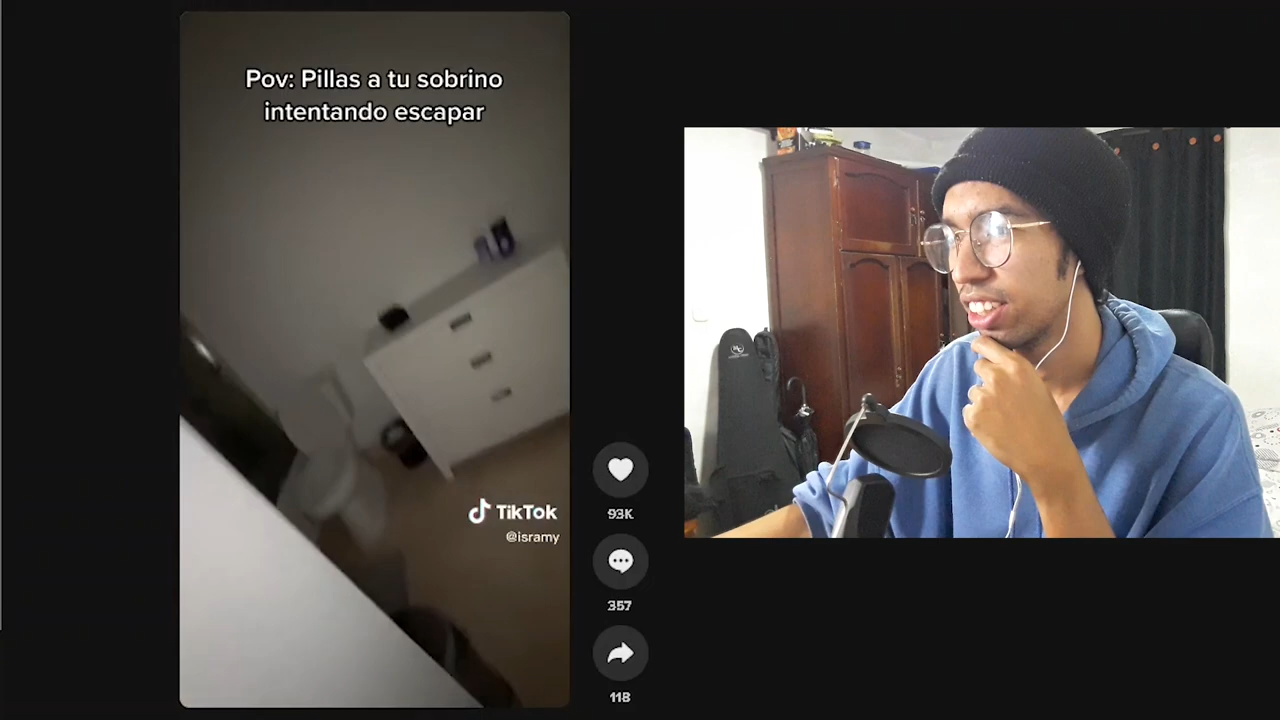 Pov: Pillas a tu sobrino
intentando escapar
TikTok
@isramy
93K
357
118